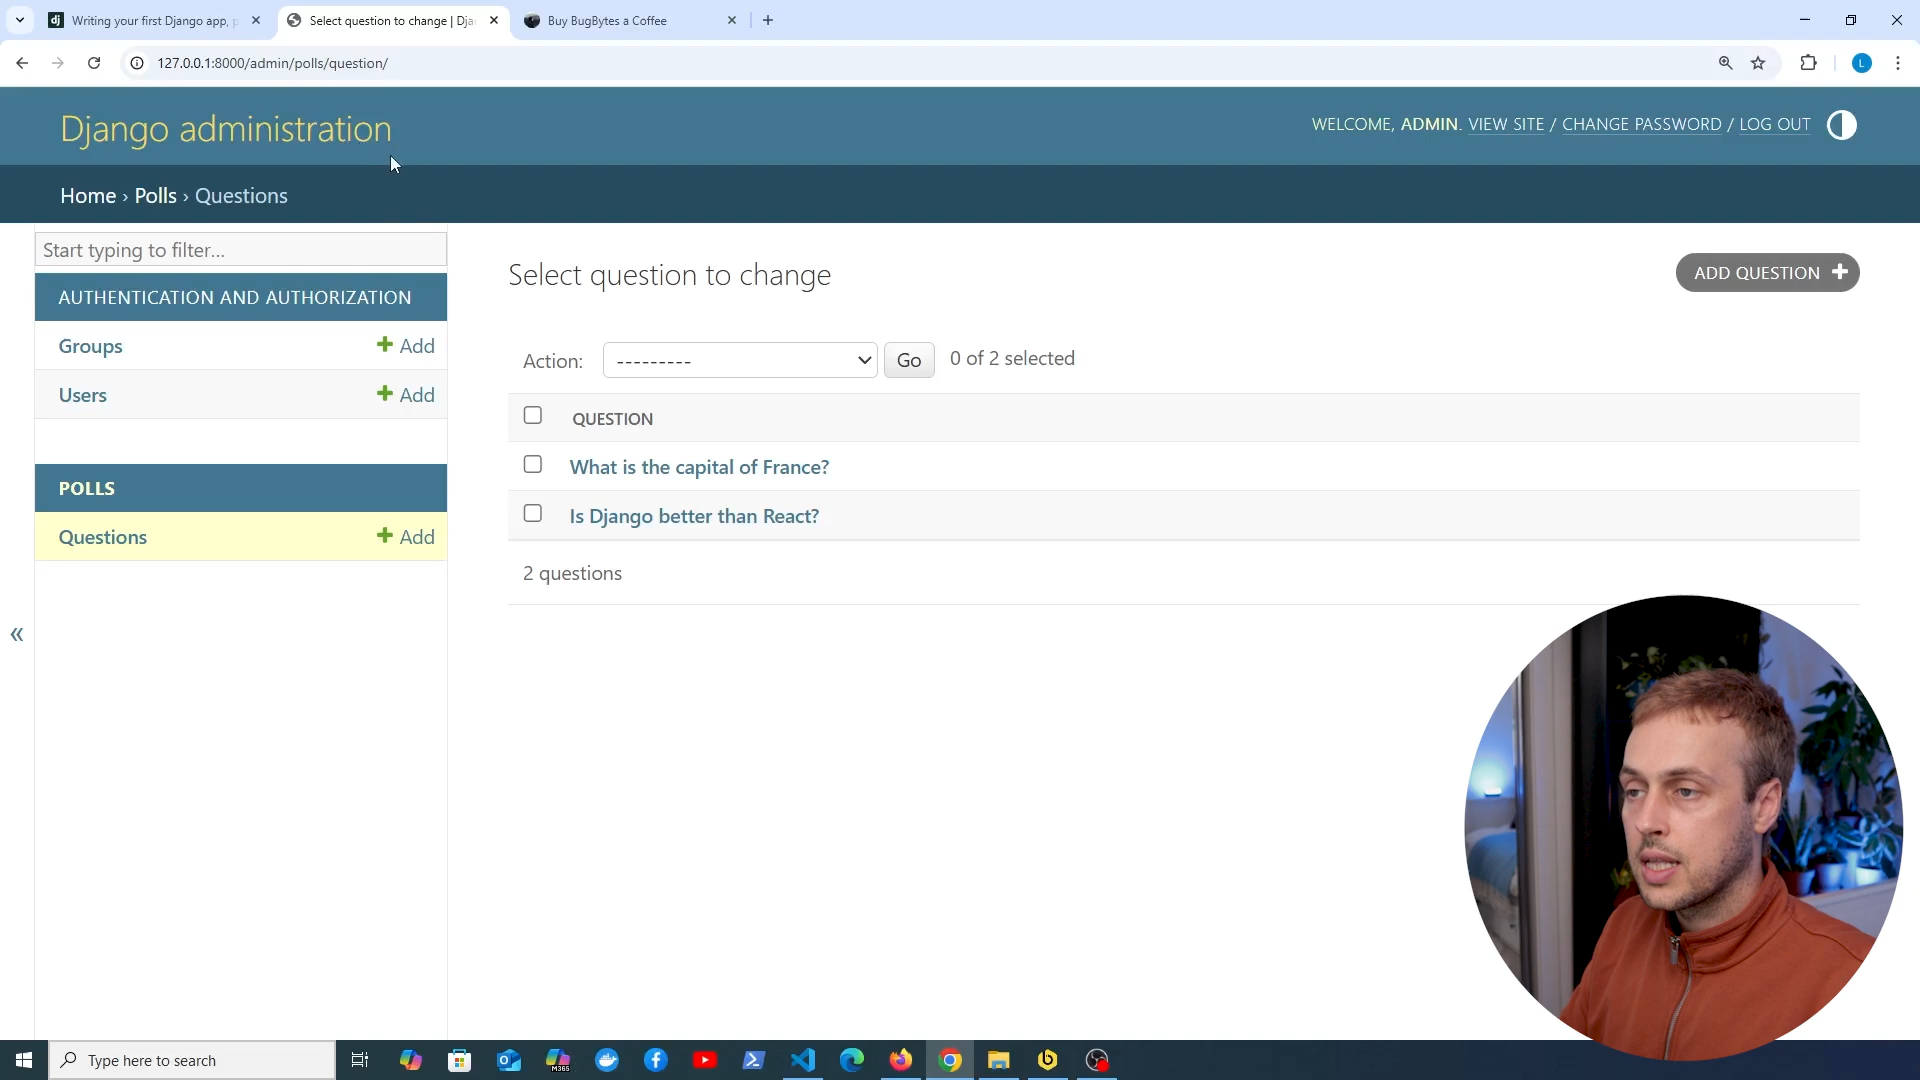 Writing your first Django app, p
Select question to change | Dja
Buy BugBytes a Coffee
127.0.0.1:8000/admin/polls/question/
L
Django administration
WELCOME, ADMIN. VIEW SITE / CHANGE PASSWORD / LOG OUT
Home › Polls › Questions
Start typing to filter...
AUTHENTICATION AND AUTHORIZATION
Groups + Add
Users + Add
POLLS
Questions + Add
«
Select question to change
ADD QUESTION +
Action: --------- Go 0 of 2 selected
QUESTION
What is the capital of France?
Is Django better than React?
2 questions
Type here to search
M365